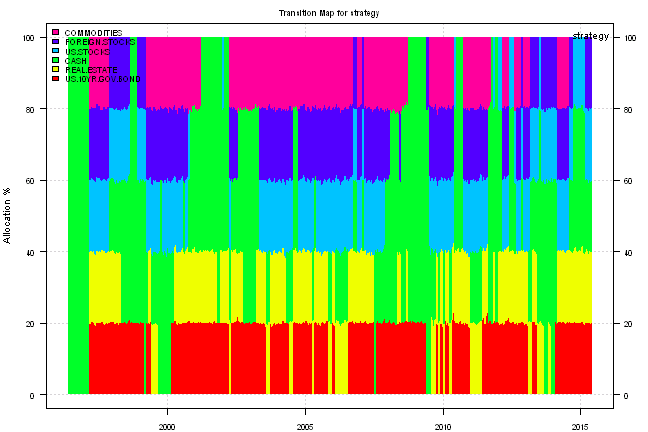 Transition Map for strategy
strategy
COMMODITIES
FOREIGN.STOCKS
US.STOCKS
CASH
REAL.ESTATE
US.10YR.GOV.BOND
Allocation %
100
80
60
40
20
0
100
80
60
40
20
0
2000 2005 2010 2015